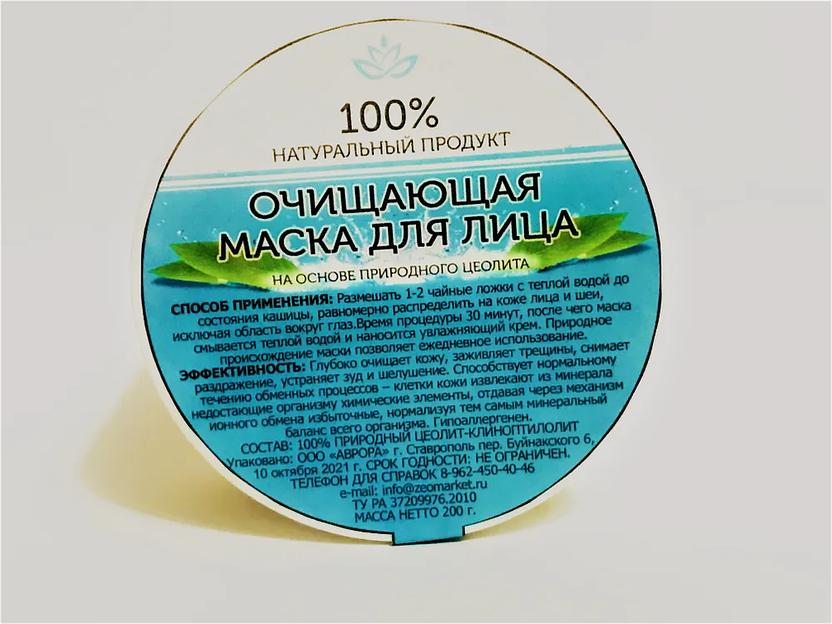 100%
НАТУРАЛЬНЫЙ ПРОДУКТ
ОЧИЩАЮЩАЯ
МАСКА ДЛЯ ЛИЦА
НА ОСНОВЕ ПРИРОДНОГО ЦЕОЛИТА
СПОСОБ ПРИМЕНЕНИЯ: Размешать 1-2 чайные ложки с теплой водой до
состояния кашицы, равномерно распределить на коже лица и шеи,
исключая область вокруг глаз.Время процедуры 30 минут, после чего маска
смывается теплой водой и наносится увлажняющий крем. Природное
происхождение маски позволяет ежедневное использование.
ЭФФЕКТИВНОСТЬ: Глубоко очищает кожу, заживляет трещины, снимает
раздражение, устраняет зуд и шелушение. Способствует нормальному
течению обменных процессов – клетки кожи извлекают из минерала
недостающие организму химические элементы, отдавая через механизм
ионного обмена избыточные, нормализуя тем самым минеральный
баланс всего организма. Гипоаллергенен.
СОСТАВ: 100% ПРИРОДНЫЙ ЦЕОЛИТ-КЛИНОПТИЛОЛИТ
Упаковано: ООО «АВРОРА» г. Ставрополь пер. Буйнакского 6,
10 октября 2021 г. СРОК ГОДНОСТИ: НЕ ОГРАНИЧЕН.
ТЕЛЕФОН ДЛЯ СПРАВОК 8-962-450-40-46
e-mail: info@zeomarket.ru
ТУ РА 37209976.2010
МАССА НЕТТО 200 г.